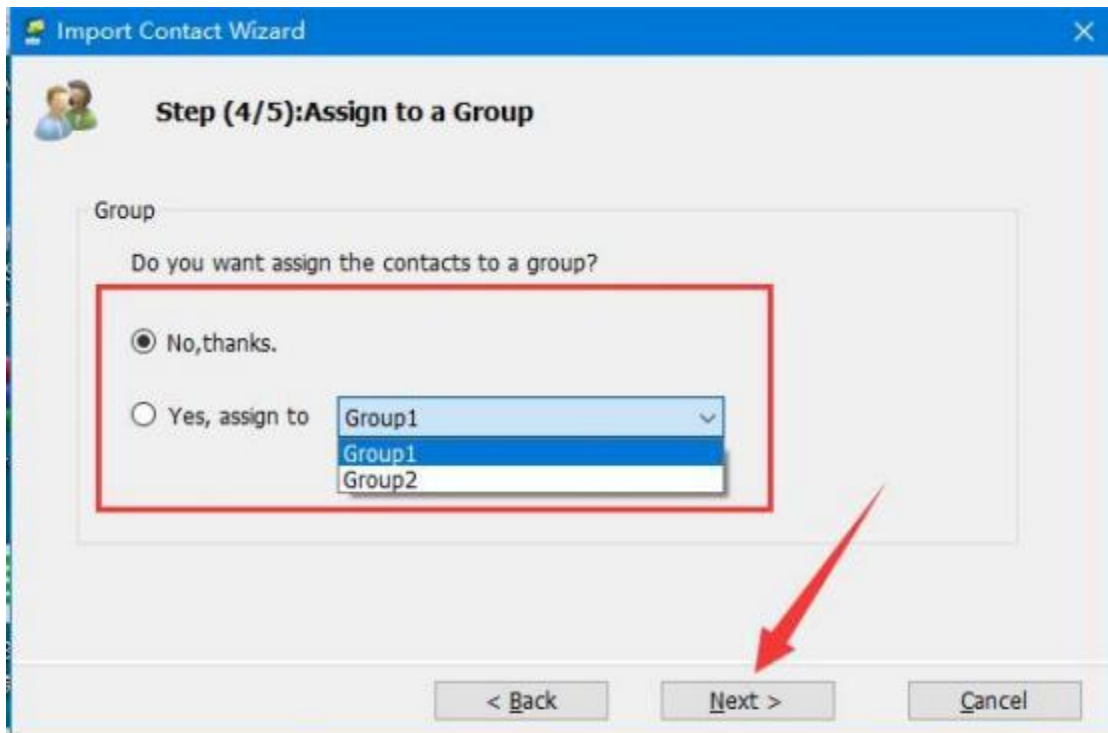 Import Contact Wizard
Step (4/5):Assign to a Group
Group
Do you want assign the contacts to a group?
No,thanks.
Yes, assign to Group1
Group1
Group2
< Back Next > Cancel